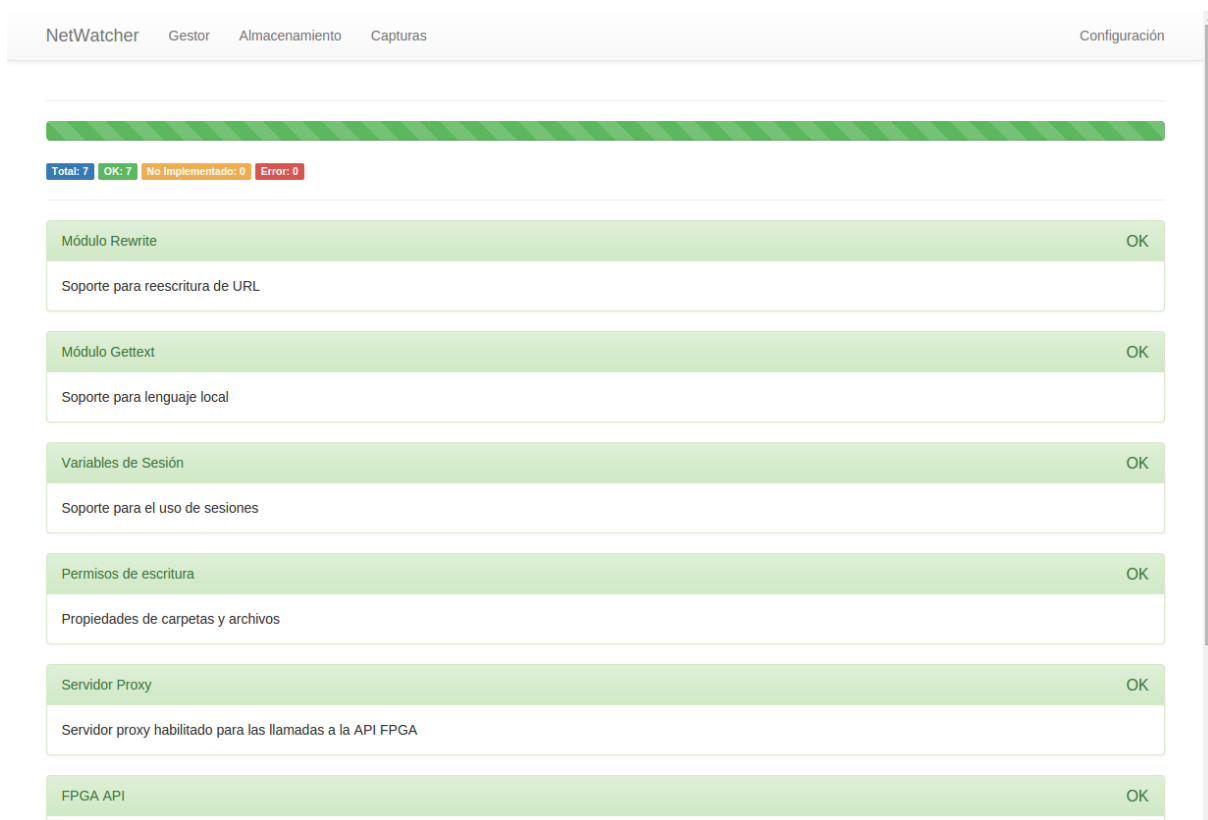 NetWatcher Gestor Almacenamiento Capturas Configuración
Total: 7 OK: 7 No Implementado: 0 Error: 0
Módulo Rewrite OK
Soporte para reescritura de URL
Módulo Gettext OK
Soporte para lenguaje local
Variables de Sesión OK
Soporte para el uso de sesiones
Permisos de escritura OK
Propiedades de carpetas y archivos
Servidor Proxy OK
Servidor proxy habilitado para las llamadas a la API FPGA
FPGA API OK